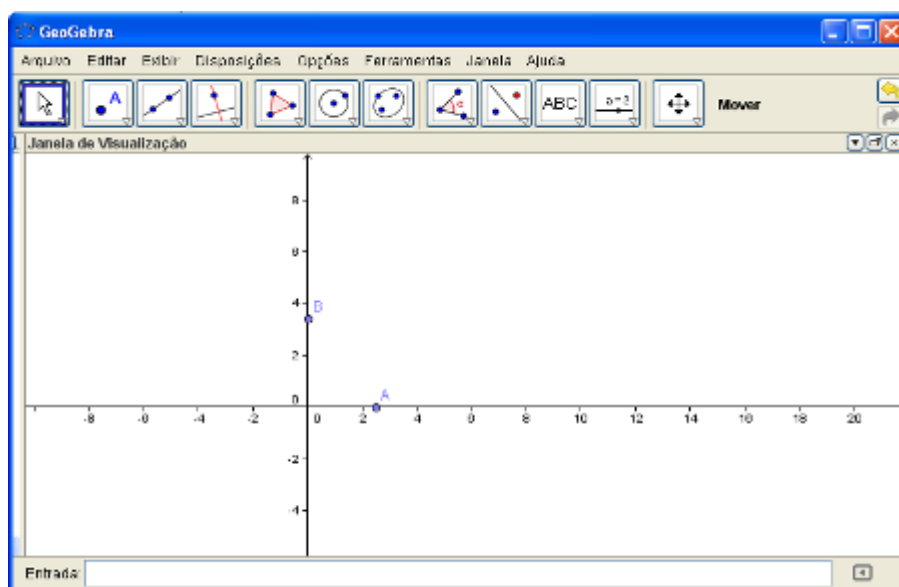 GeoGebra
Arquivo Editar Exibir Disposições Opções Ferramentas Janela Ajuda
A ABC a=2 Mover
Janela de Visualização
8
6
4 B
2
0 A
-8 -6 -4 -2 0 2 4 6 8 10 12 14 16 18 20
-2
-4
Entrada: